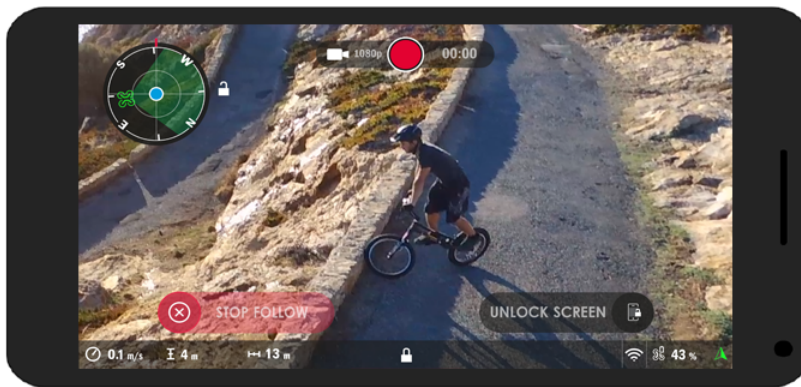 1080p 00:00
S W
E N
STOP FOLLOW UNLOCK SCREEN
0.1 m/s 4 m 13 m 43 %